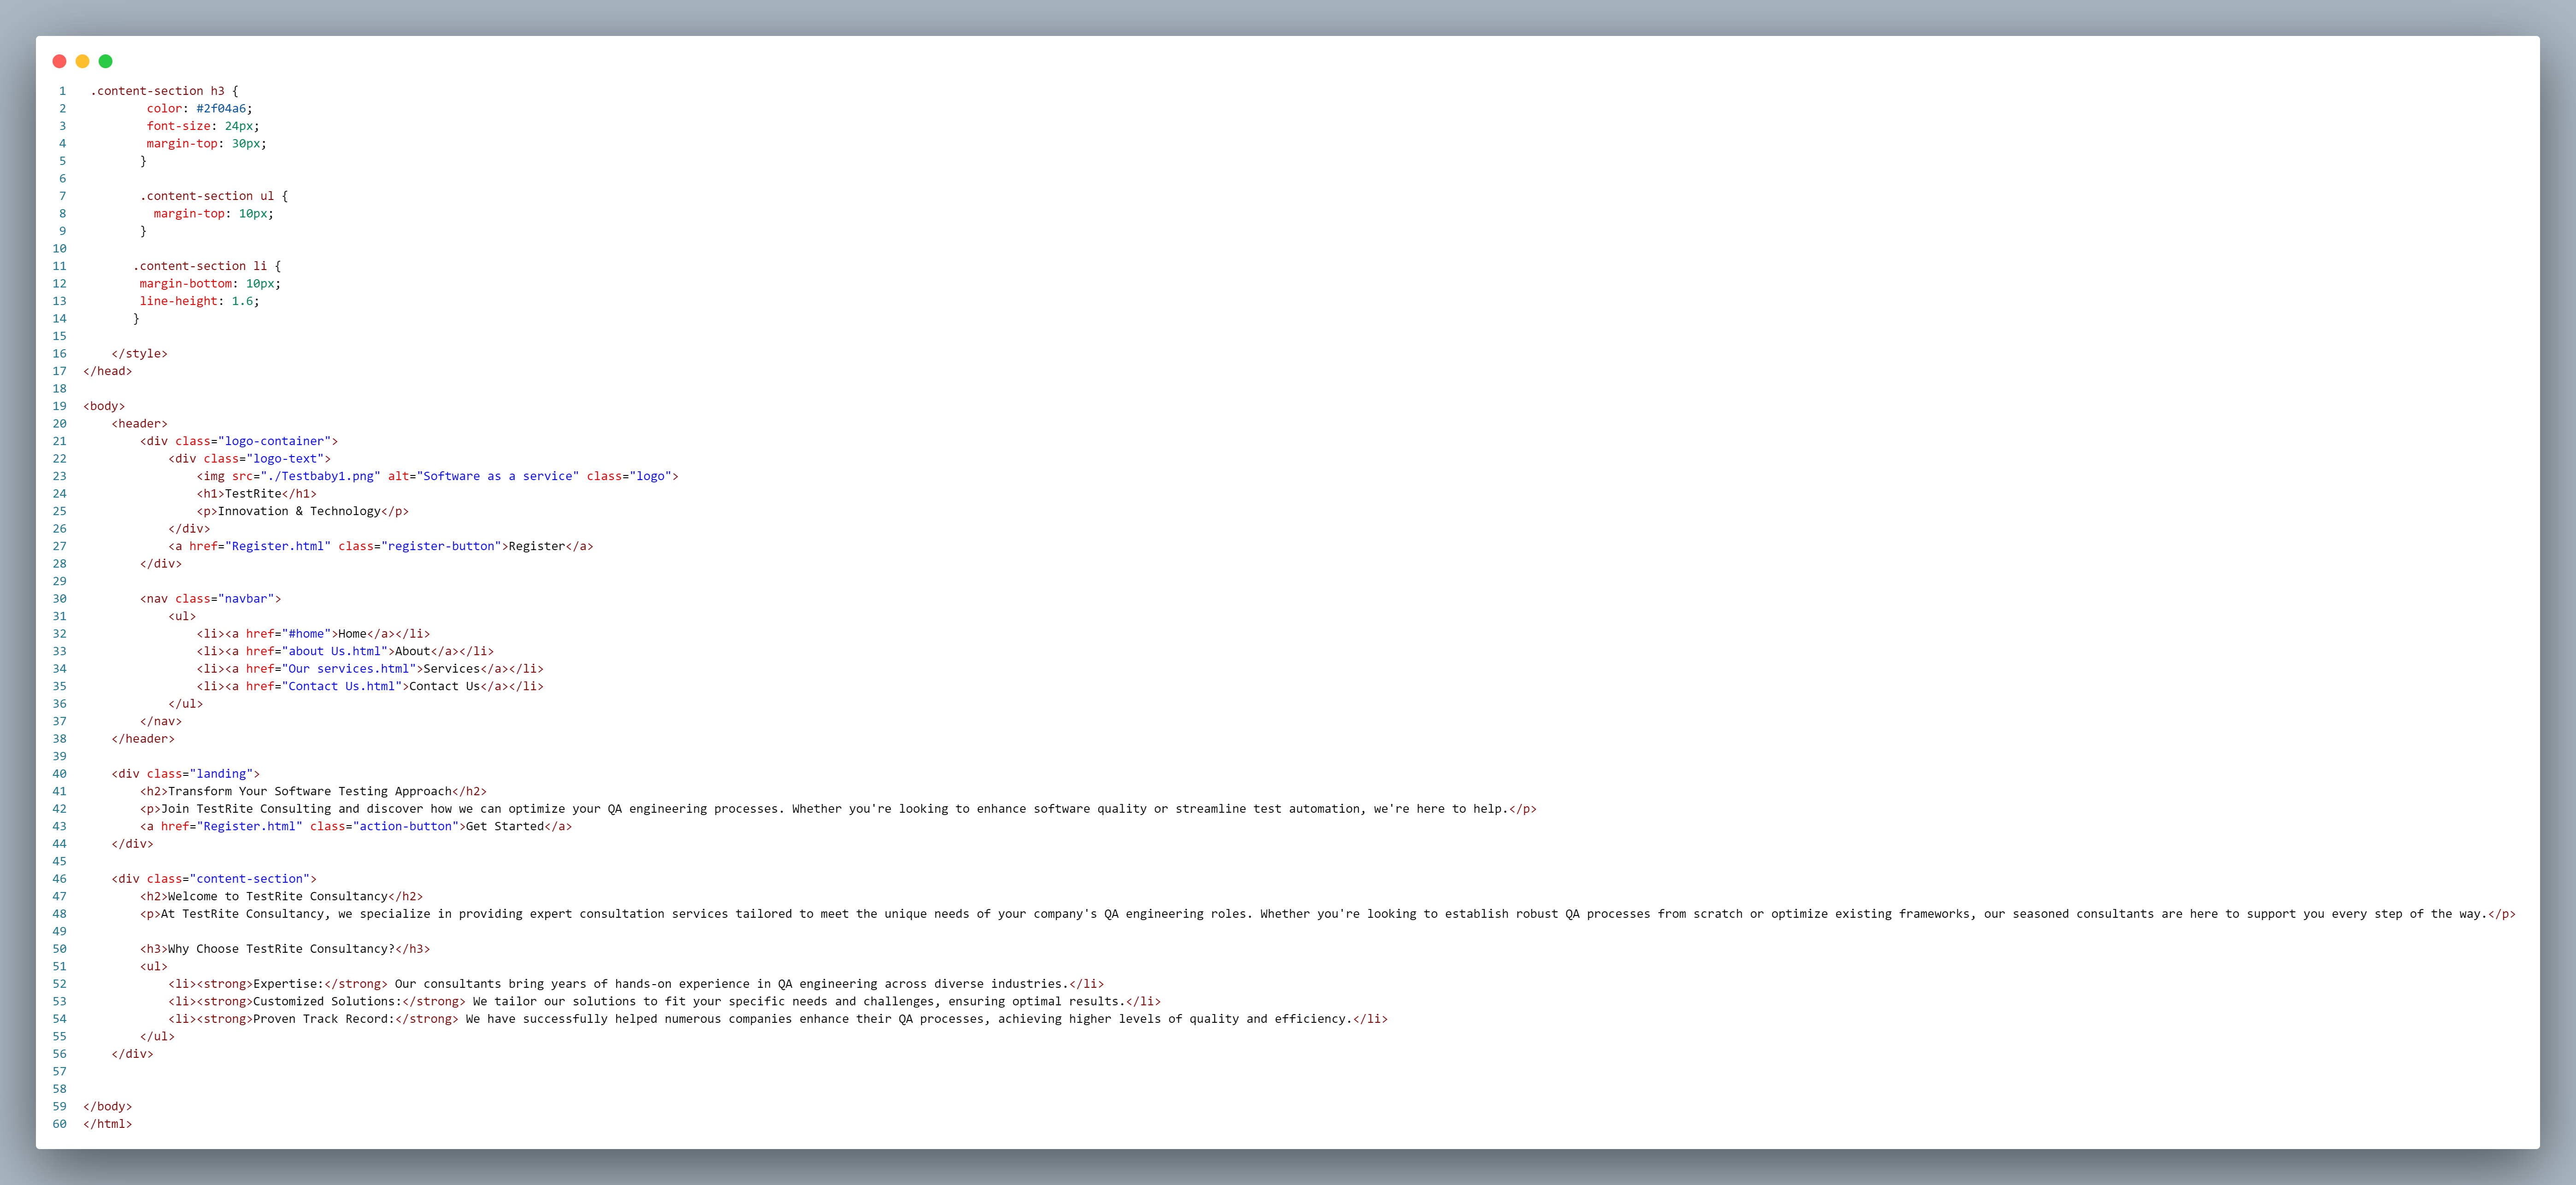 1 .content-section h3 {
2 color: #2f04a6;
3 font-size: 24px;
4 margin-top: 30px;
5 }
6
7 .content-section ul {
8 margin-top: 10px;
9 }
10
11 .content-section li {
12 margin-bottom: 10px;
13 line-height: 1.6;
14 }
15
16 </style>
17 </head>
18
19 <body>
20 <header>
21 <div class="logo-container">
22 <div class="logo-text">
23 <img src="./Testbaby1.png" alt="Software as a service" class="logo">
24 <h1>TestRite</h1>
25 <p>Innovation & Technology</p>
26 </div>
27 <a href="Register.html" class="register-button">Register</a>
28 </div>
29
30 <nav class="navbar">
31 <ul>
32 <li><a href="#home">Home</a></li>
33 <li><a href="about Us.html">About</a></li>
34 <li><a href="Our services.html">Services</a></li>
35 <li><a href="Contact Us.html">Contact Us</a></li>
36 </ul>
37 </nav>
38 </header>
39
40 <div class="landing">
41 <h2>Transform Your Software Testing Approach</h2>
42 <p>Join TestRite Consulting and discover how we can optimize your QA engineering processes. Whether you're looking to enhance software quality or streamline test automation, we're here to help.</p>
43 <a href="Register.html" class="action-button">Get Started</a>
44 </div>
45
46 <div class="content-section">
47 <h2>Welcome to TestRite Consultancy</h2>
48 <p>At TestRite Consultancy, we specialize in providing expert consultation services tailored to meet the unique needs of your company's QA engineering roles. Whether you're looking to establish robust QA processes from scratch or optimize existing frameworks, our seasoned consultants are here to support you every step of the way.</p>
49
50 <h3>Why Choose TestRite Consultancy?</h3>
51 <ul>
52 <li><strong>Expertise:</strong> Our consultants bring years of hands-on experience in QA engineering across diverse industries.</li>
53 <li><strong>Customized Solutions:</strong> We tailor our solutions to fit your specific needs and challenges, ensuring optimal results.</li>
54 <li><strong>Proven Track Record:</strong> We have successfully helped numerous companies enhance their QA processes, achieving higher levels of quality and efficiency.</li>
55 </ul>
56 </div>
57
58
59 </body>
60 </html>